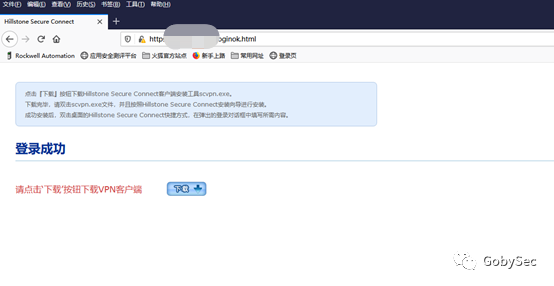 文件(F) 编辑(E) 查看(V) 历史(S) 书签(B) 工具(T) 帮助(H)
Hillstone Secure Connect × +
https oginok.html
Rockwell Automation 应用安全测评平台 火狐官方站点 新手上路 常用网址 登录页
点击『下载』按钮下载Hillstone Secure Connect客户端安装工具scvpn.exe。
下载完毕，请双击scvpn.exe文件，并且按照Hillstone Secure Connect安装向导进行安装。
成功安装后，双击桌面的Hillstone Secure Connect快捷方式，在弹出的登录对话框中填写所需内容。
登录成功
请点击'下载'按钮下载VPN客户端 下载
GobySec